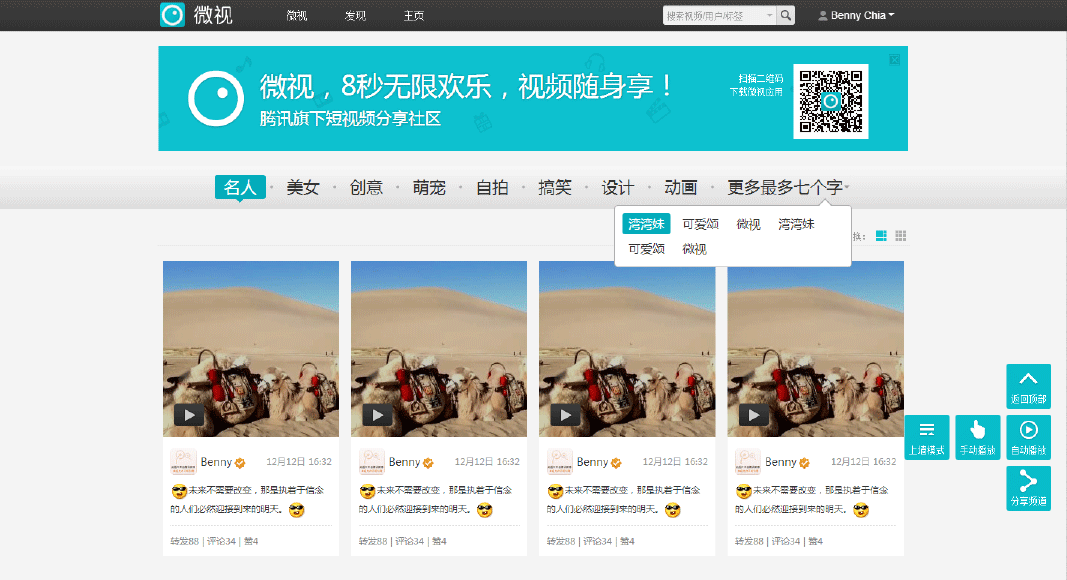 微视
微视 发现 主页
搜索视频/用户/标签
Benny Chia
微视，8秒无限欢乐，视频随身享！
腾讯旗下短视频分享社区
扫描二维码
下载微视应用
名人 · 美女 · 创意 · 萌宠 · 自拍 · 搞笑 · 设计 · 动画 · 更多最多七个字
湾湾妹 可爱颂 微视 湾湾妹
可爱颂 微视
换：
Benny 12月12日 16:32
未来不需要改变，那是执着于信念
的人们必然迎接到来的明天。
转发88 | 评论34 | 赞4
Benny 12月12日 16:32
未来不需要改变，那是执着于信念
的人们必然迎接到来的明天。
转发88 | 评论34 | 赞4
Benny 12月12日 16:32
未来不需要改变，那是执着于信念
的人们必然迎接到来的明天。
转发88 | 评论34 | 赞4
Benny 12月12日 16:32
未来不需要改变，那是执着于信念
的人们必然迎接到来的明天。
转发88 | 评论34 | 赞4
返回顶部
上墙模式
手动播放
自动播放
分享频道